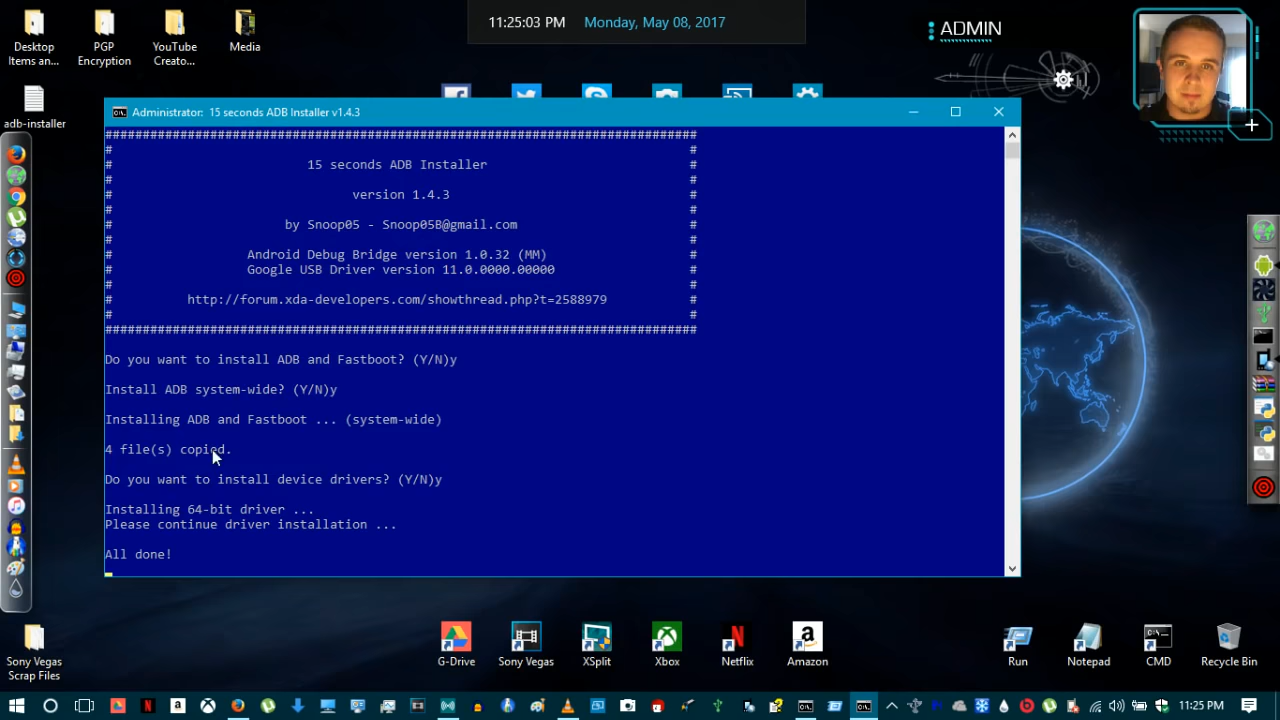 11:25:03 PM Monday, May 08, 2017
ADMIN
Desktop Items an...
PGP Encryption
YouTube Creato...
Media
adb-installer
Administrator: 15 seconds ADB Installer v1.4.3
###############################################################################
# #
# 15 seconds ADB Installer #
# #
# version 1.4.3 #
# #
# by Snoop05 - Snoop05B@gmail.com #
# #
# Android Debug Bridge version 1.0.32 (MM) #
# Google USB Driver version 11.0.0000.00000 #
# #
# http://forum.xda-developers.com/showthread.php?t=2588979 #
# #
###############################################################################
Do you want to install ADB and Fastboot? (Y/N)y
Install ADB system-wide? (Y/N)y
Installing ADB and Fastboot ... (system-wide)
4 file(s) copied.
Do you want to install device drivers? (Y/N)y
Installing 64-bit driver ...
Please continue driver installation ...
All done!
Sony Vegas Scrap Files
G-Drive
Sony Vegas
XSplit
Xbox
Netflix
Amazon
Run
Notepad
CMD
Recycle Bin
11:25 PM